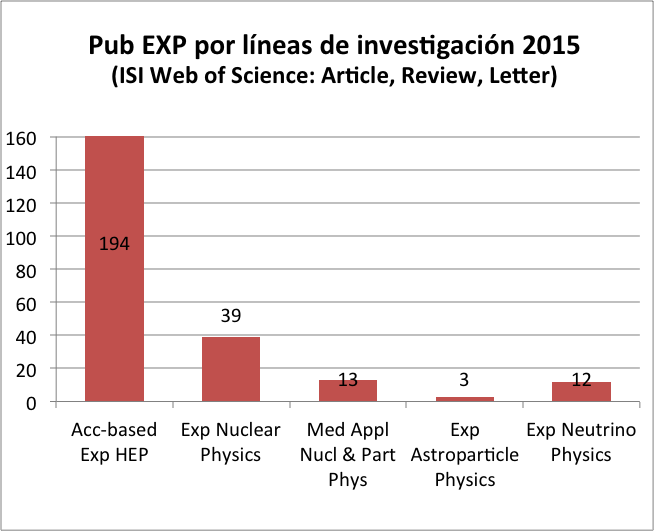 Pub EXP por líneas de investigación 2015
(ISI Web of Science: Article, Review, Letter)
160
140
120
100
80
60
40
20
0
194
39
13
3
12
Acc-based
Exp HEP
Exp Nuclear
Physics
Med Appl
Nucl & Part
Phys
Exp
Astroparticle
Physics
Exp Neutrino
Physics